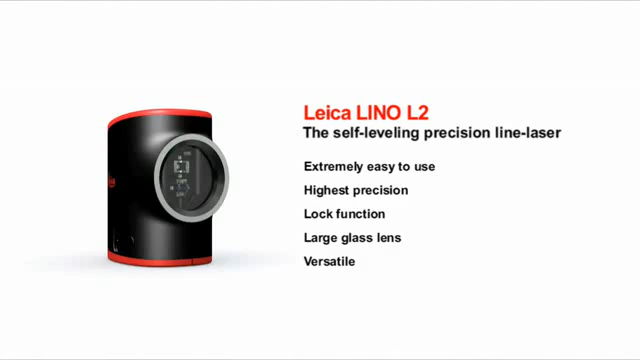 Leica LINO L2
The self-leveling precision line-laser
Extremely easy to use
Highest precision
Lock function
Large glass lens
Versatile